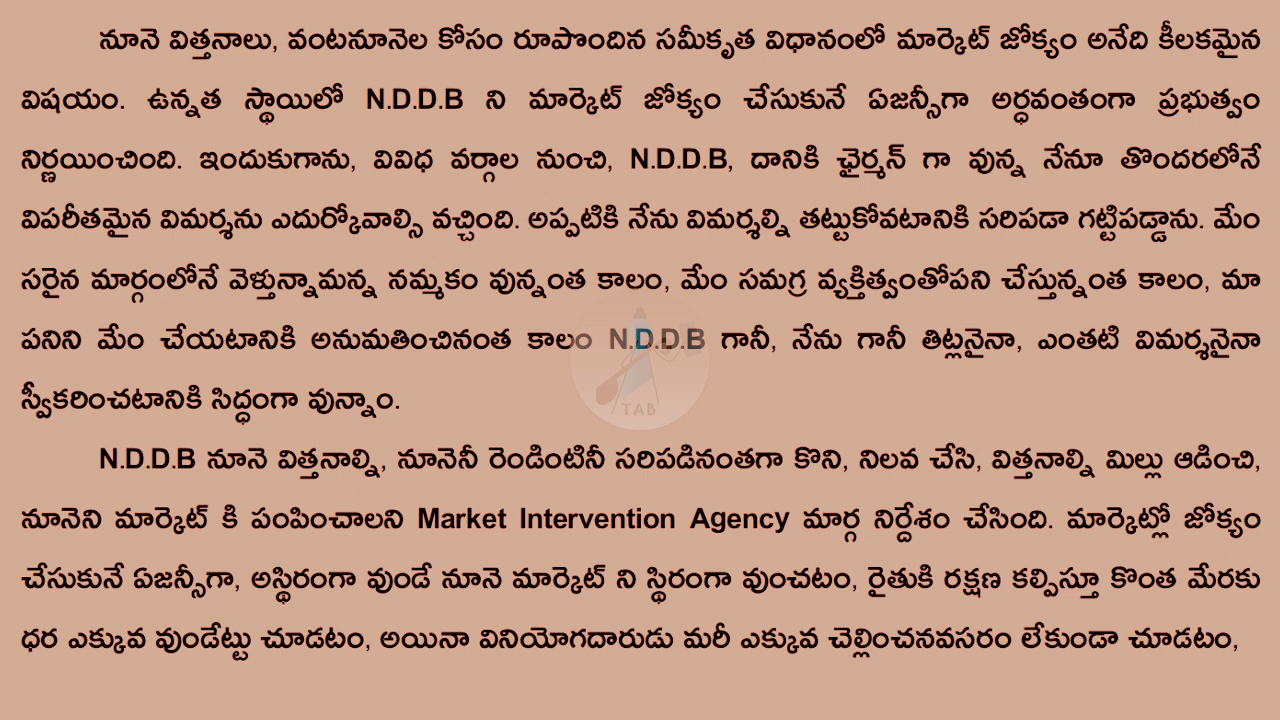 నూనె విత్తనాలు, వంటనూనెల కోసం రూపొందిన సమీకృత విధానంలో మార్కెట్ జోక్యం అనేది కీలకమైన
విషయం. ఉన్నత స్థాయిలో N.D.D.B ని మార్కెట్ జోక్యం చేసుకునే ఏజన్సీగా అర్ధవంతంగా ప్రభుత్వం
నిర్ణయించింది. ఇందుకుగాను, వివిధ వర్గాల నుంచి, N.D.D.B, దానికి ఛైర్మన్ గా వున్న నేనూ తొందరలోనే
విపరీతమైన విమర్శను ఎదుర్కోవాల్సి వచ్చింది. అప్పటికి నేను విమర్శల్ని తట్టుకోవటానికి సరిపడా గట్టిపడ్డాను. మేం
సరైన మార్గంలోనే వెళ్తున్నామన్న నమ్మకం వున్నంత కాలం, మేం సమగ్ర వ్యక్తిత్వంతోపని చేస్తున్నంత కాలం, మా
పనిని మేం చేయటానికి అనుమతించినంత కాలం N.D.D.B గానీ, నేను గానీ తిట్లనైనా, ఎంతటి విమర్శనైనా
స్వీకరించటానికి సిద్ధంగా వున్నాం.
N.D.D.B నూనె విత్తనాల్ని, నూనెనీ రెండింటినీ సరిపడినంతగా కొని, నిలవ చేసి, విత్తనాల్ని మిల్లు ఆడించి,
నూనెని మార్కెట్ కి పంపించాలని Market Intervention Agency మార్గ నిర్దేశం చేసింది. మార్కెట్లో జోక్యం
చేసుకునే ఏజన్సీగా, అస్థిరంగా వుండే నూనె మార్కెట్ ని స్థిరంగా వుంచటం, రైతుకి రక్షణ కల్పిస్తూ కొంత మేరకు
ధర ఎక్కువ వుండేట్టు చూడటం, అయినా వినియోగదారుడు మరీ ఎక్కువ చెల్లించనవసరం లేకుండా చూడటం,
TAB